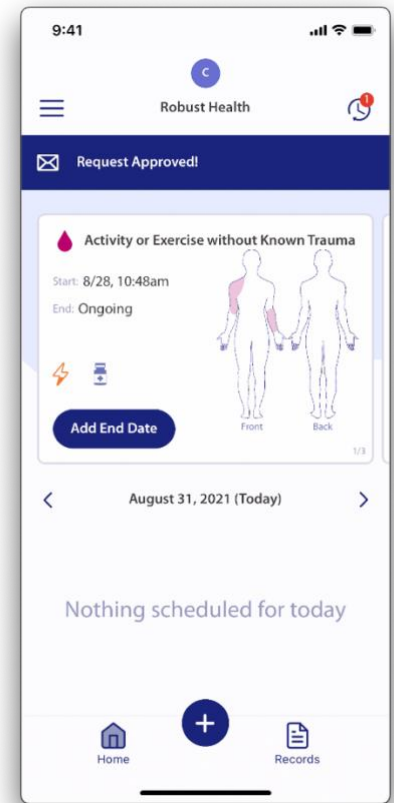 9:41
C
Robust Health
1
Request Approved!
Activity or Exercise without Known Trauma
Start: 8/28, 10:48am
End: Ongoing
Add End Date
Front
Back
1/3
August 31, 2021 (Today)
Nothing scheduled for today
Home
Records